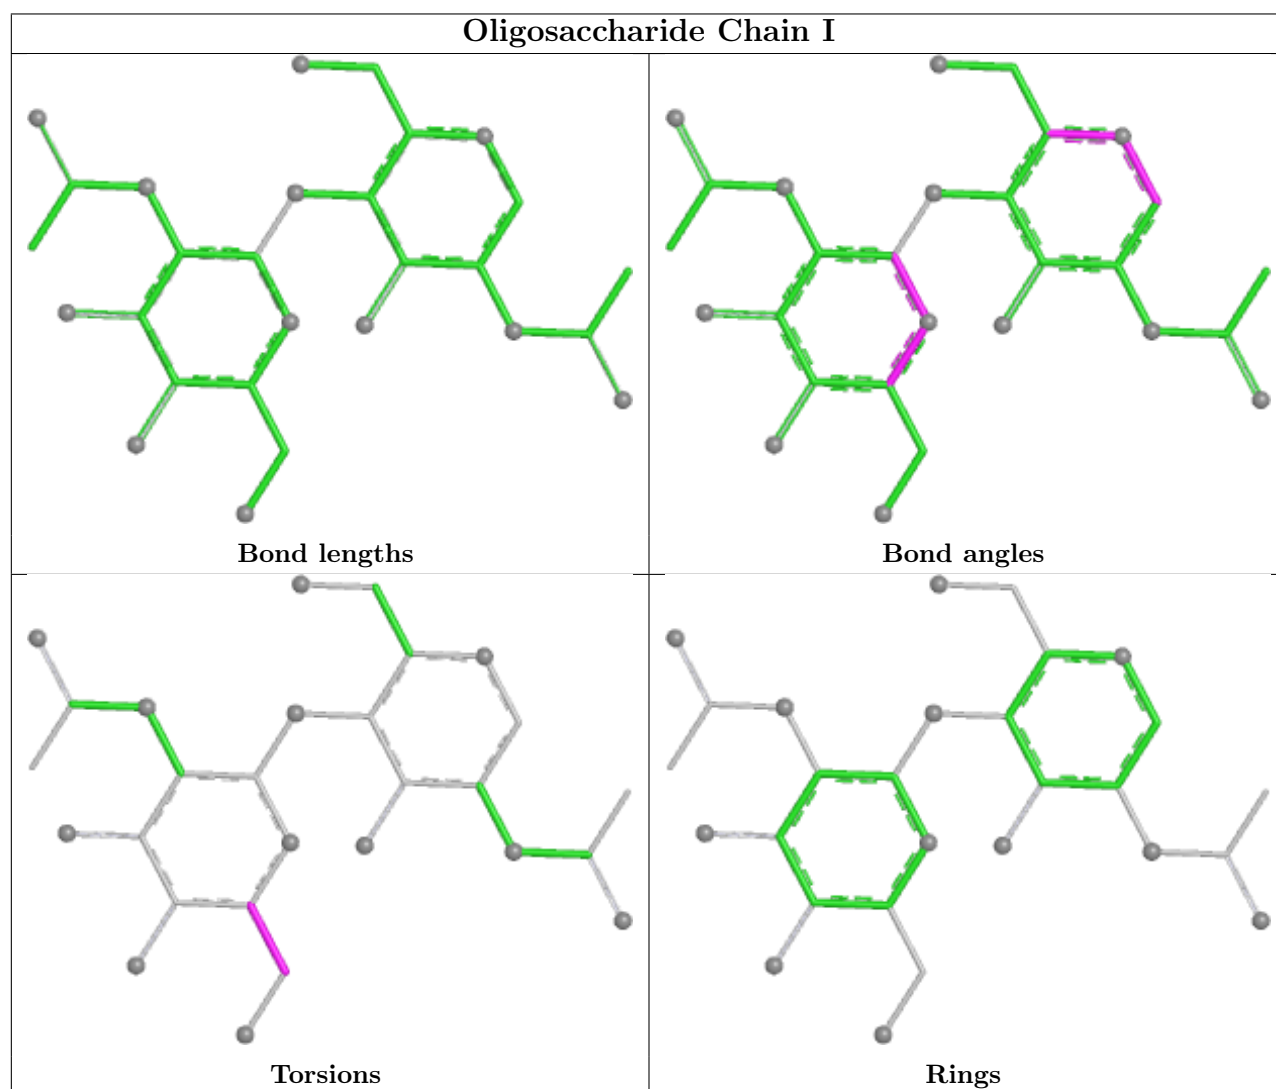 Oligosaccharide Chain I
Bond lengths
Bond angles
Torsions
Rings